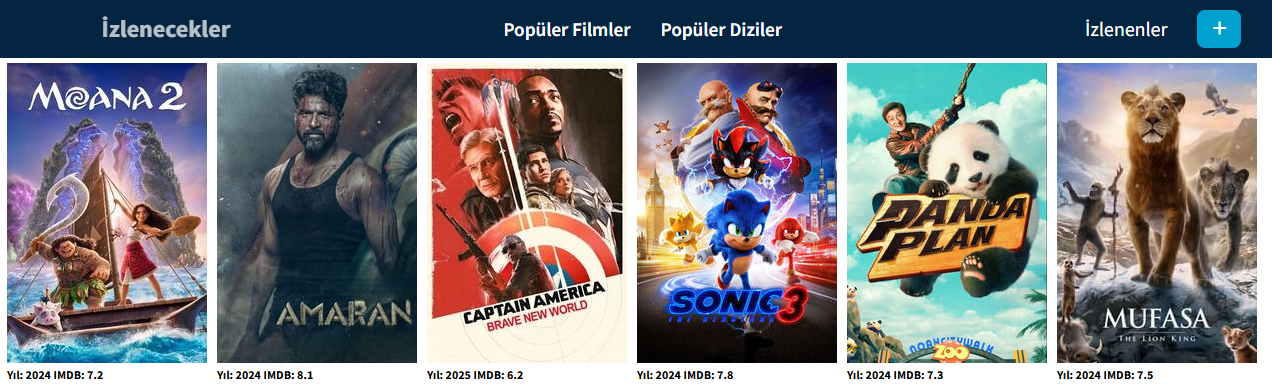 İzlenecekler
Popüler Filmler
Popüler Diziler
İzlenenler
+
MOANA 2
AMARAN
CAPTAIN AMERICA
BRAVE NEW WORLD
SONIC 3
THE HEDGEHOG
PANDA
PLAN
ZOO
MUFASA
THE LION KING
Yıl: 2024 IMDB: 7.2
Yıl: 2024 IMDB: 8.1
Yıl: 2025 IMDB: 6.2
Yıl: 2024 IMDB: 7.8
Yıl: 2024 IMDB: 7.3
Yıl: 2024 IMDB: 7.5